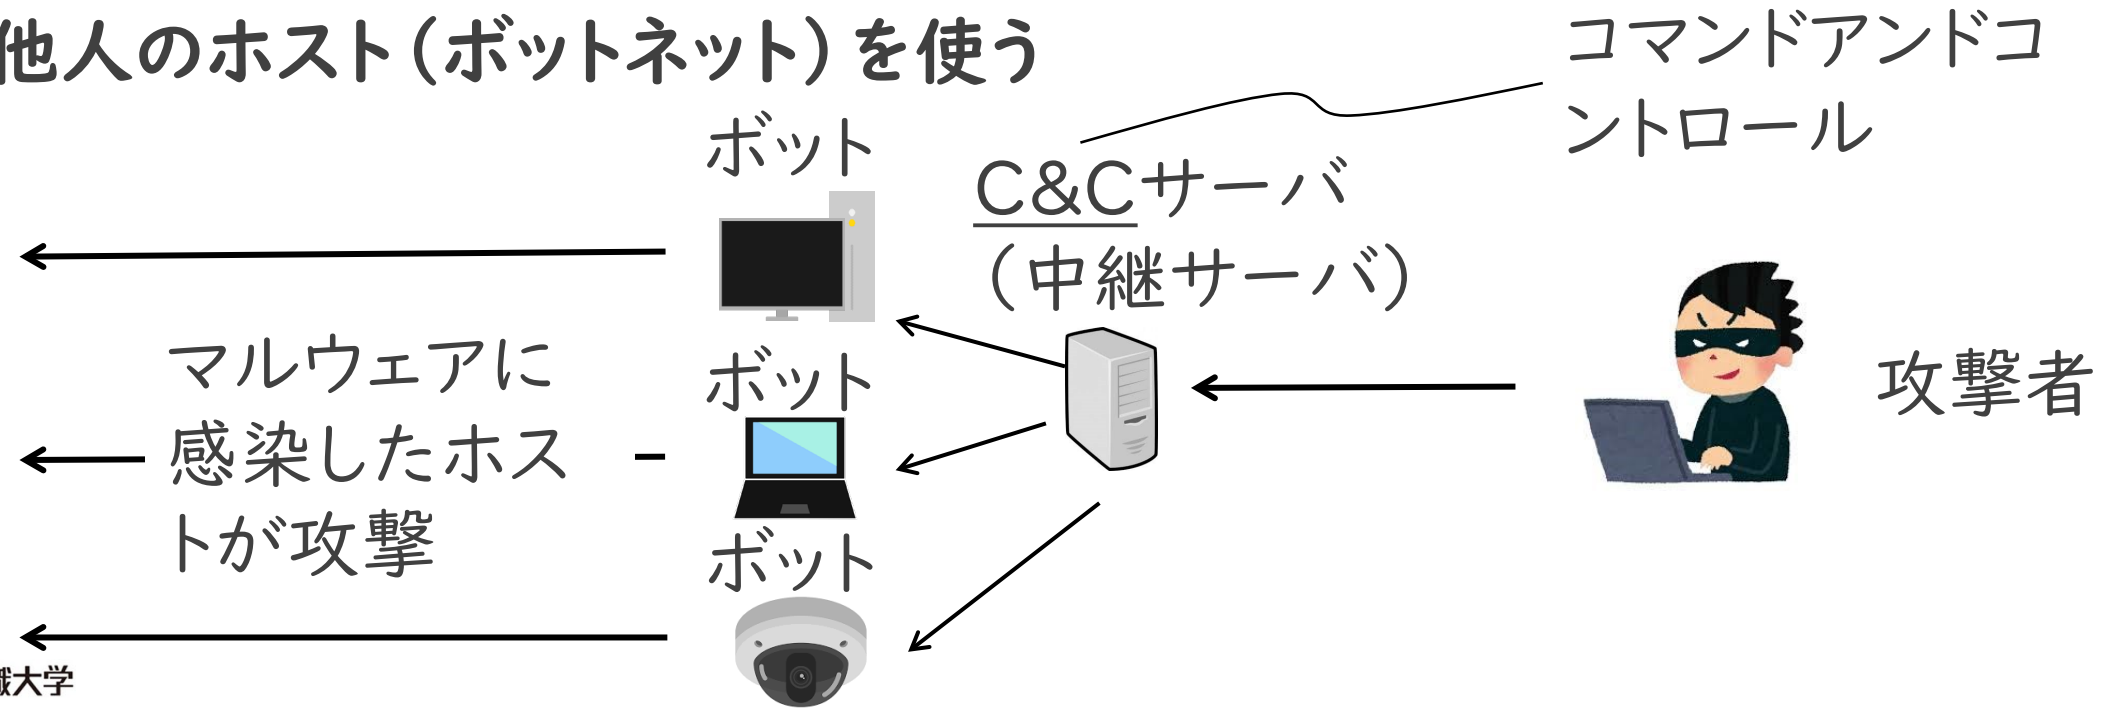 他人のホスト（ボットネット）を使う
コマンドアンドコ
ントロール
ボット
C&Cサーバ
（中継サーバ）
マルウェアに
感染したホス
トが攻撃
ボット
攻撃者
ボット
大学